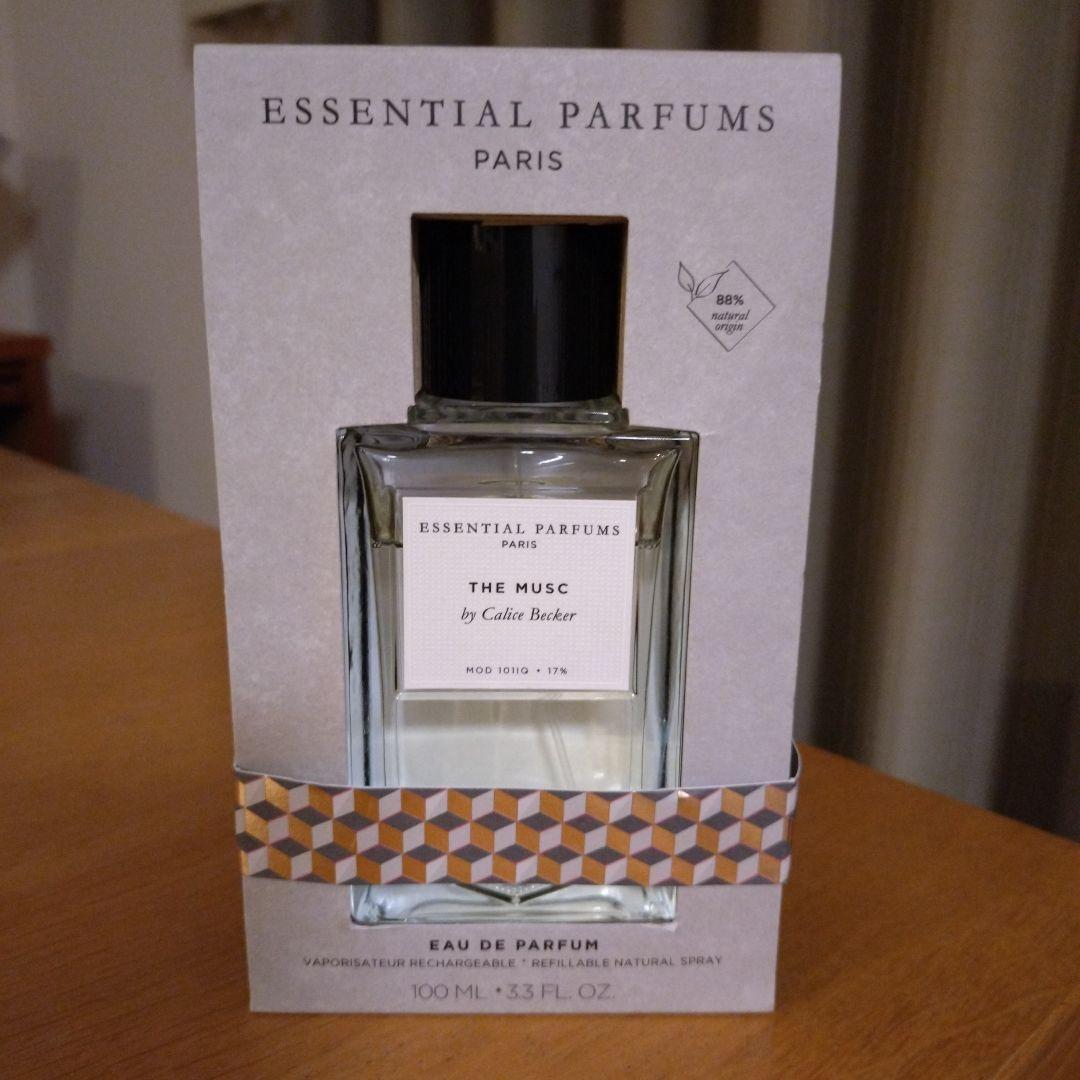 ESSENTIAL PARFUMS
PARIS
88%
natural
origin
ESSENTIAL PARFUMS
PARIS
THE MUSC
by Calice Becker
MOD 101IQ • 17%
EAU DE PARFUM
VAPORISATEUR RECHARGEABLE * REFILLABLE NATURAL SPRAY
100 ML • 3.3 FL. OZ.